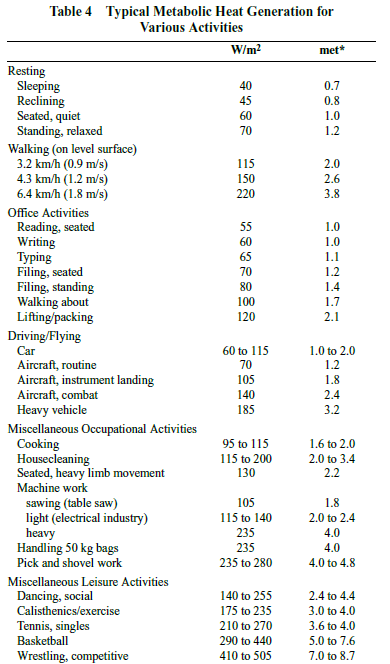 Table 4 Typical Metabolic Heat Generation for
Various Activities
W/m² met*
Resting
Sleeping 40 0.7
Reclining 45 0.8
Seated, quiet 60 1.0
Standing, relaxed 70 1.2
Walking (on level surface)
3.2 km/h (0.9 m/s) 115 2.0
4.3 km/h (1.2 m/s) 150 2.6
6.4 km/h (1.8 m/s) 220 3.8
Office Activities
Reading, seated 55 1.0
Writing 60 1.0
Typing 65 1.1
Filing, seated 70 1.2
Filing, standing 80 1.4
Walking about 100 1.7
Lifting/packing 120 2.1
Driving/Flying
Car 60 to 115 1.0 to 2.0
Aircraft, routine 70 1.2
Aircraft, instrument landing 105 1.8
Aircraft, combat 140 2.4
Heavy vehicle 185 3.2
Miscellaneous Occupational Activities
Cooking 95 to 115 1.6 to 2.0
Housecleaning 115 to 200 2.0 to 3.4
Seated, heavy limb movement 130 2.2
Machine work
sawing (table saw) 105 1.8
light (electrical industry) 115 to 140 2.0 to 2.4
heavy 235 4.0
Handling 50 kg bags 235 4.0
Pick and shovel work 235 to 280 4.0 to 4.8
Miscellaneous Leisure Activities
Dancing, social 140 to 255 2.4 to 4.4
Calisthenics/exercise 175 to 235 3.0 to 4.0
Tennis, singles 210 to 270 3.6 to 4.0
Basketball 290 to 440 5.0 to 7.6
Wrestling, competitive 410 to 505 7.0 to 8.7